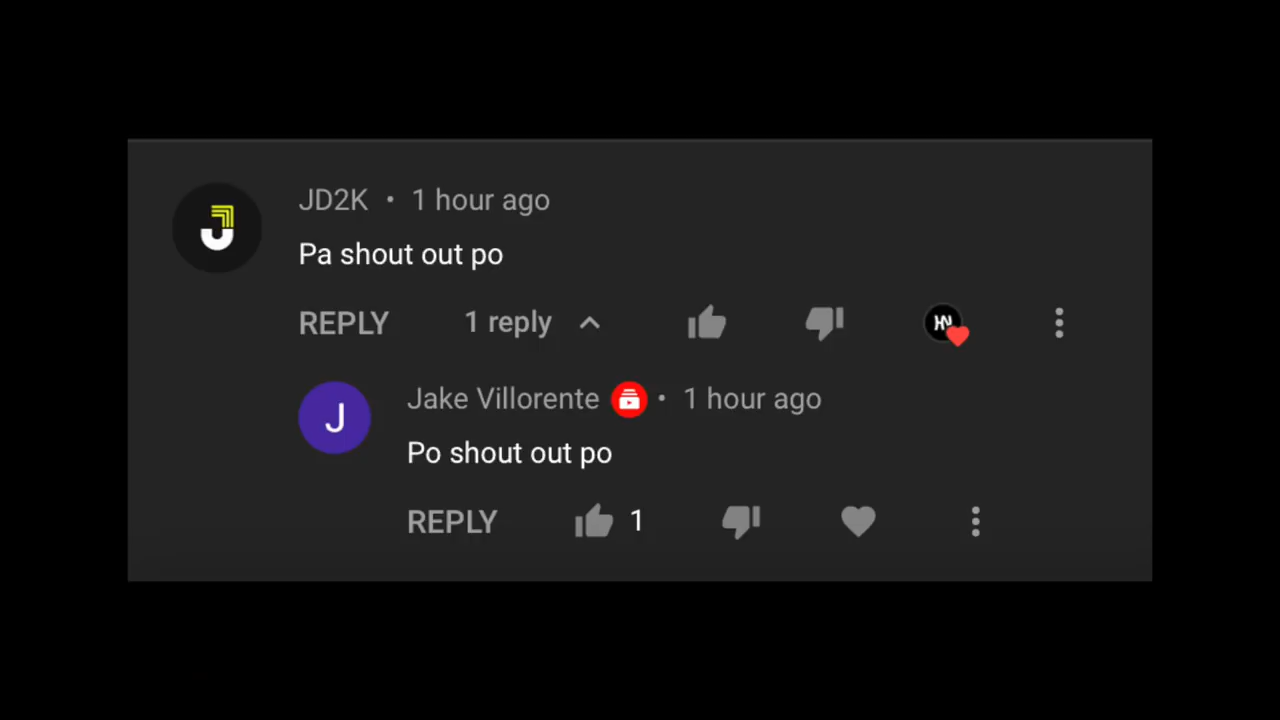 JD2K • 1 hour ago
Pa shout out po
REPLY 1 reply
Jake Villorente • 1 hour ago
Po shout out po
REPLY 1
J